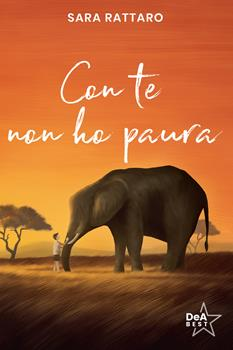 SARA RATTARO
Con te
non ho paura
DeA
BEST